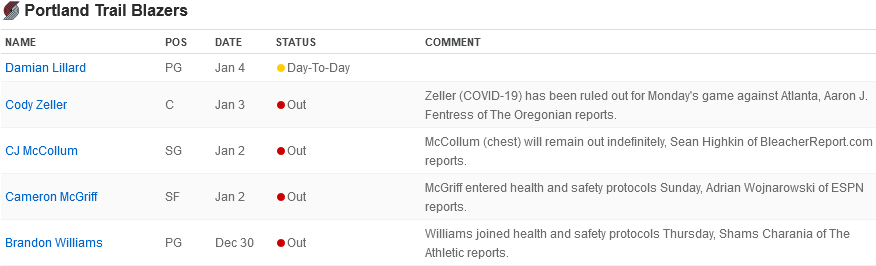 Portland Trail Blazers
NAME POS DATE STATUS COMMENT
Damian Lillard PG Jan 4 Day-To-Day
Cody Zeller C Jan 3 Out Zeller (COVID-19) has been ruled out for Monday's game against Atlanta, Aaron J.
Fentress of The Oregonian reports.
CJ McCollum SG Jan 2 Out McCollum (chest) will remain out indefinitely, Sean Highkin of BleacherReport.com
reports.
Cameron McGriff SF Jan 2 Out McGriff entered health and safety protocols Sunday, Adrian Wojnarowski of ESPN
reports.
Brandon Williams PG Dec 30 Out Williams joined health and safety protocols Thursday, Shams Charania of The
Athletic reports.